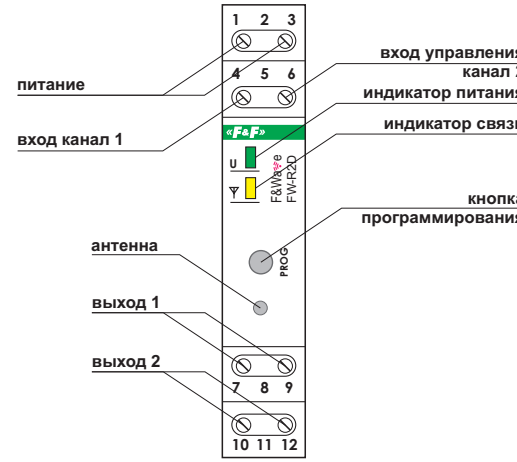 1 2 3
питание
вход управления
канал 2
4 5 6
индикатор питания
вход канал 1
индикатор связи
«F&F»
U
F&Wave
FW-R2D
кнопка
программирования
PROG
антенна
выход 1
7 8 9
выход 2
10 11 12